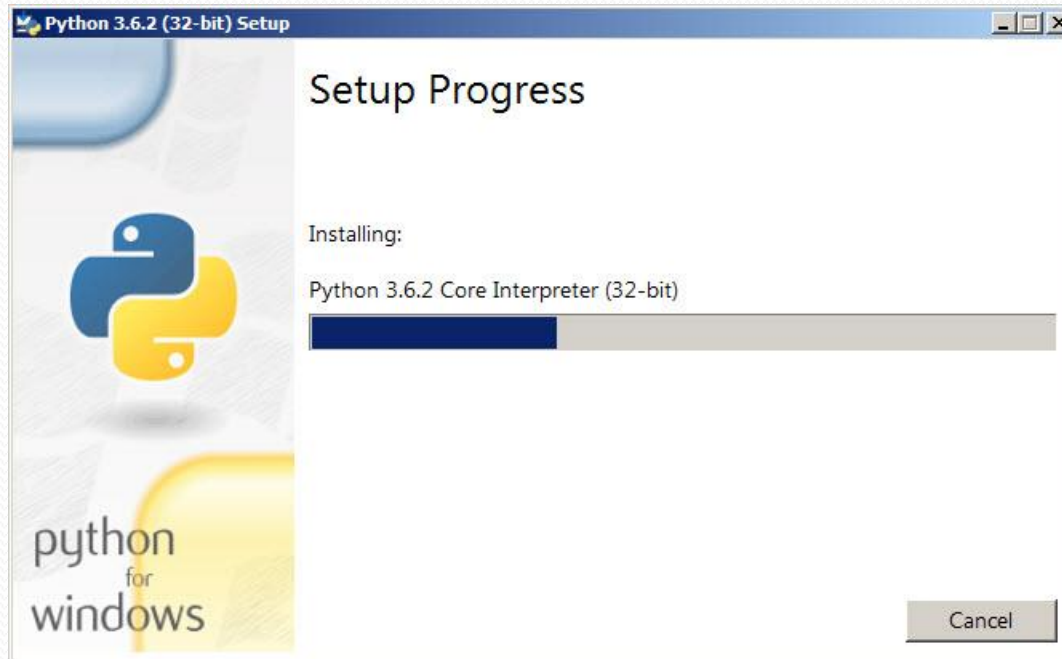 Python 3.6.2 (32-bit) Setup
Setup Progress
Installing:
Python 3.6.2 Core Interpreter (32-bit)
python
for
windows
Cancel